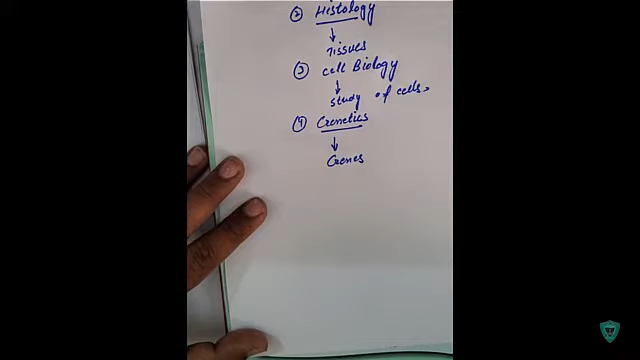 ② Histology
↓
Tissues
③ cell Biology
↓
study of cells.
④ Genetics
↓
Genes